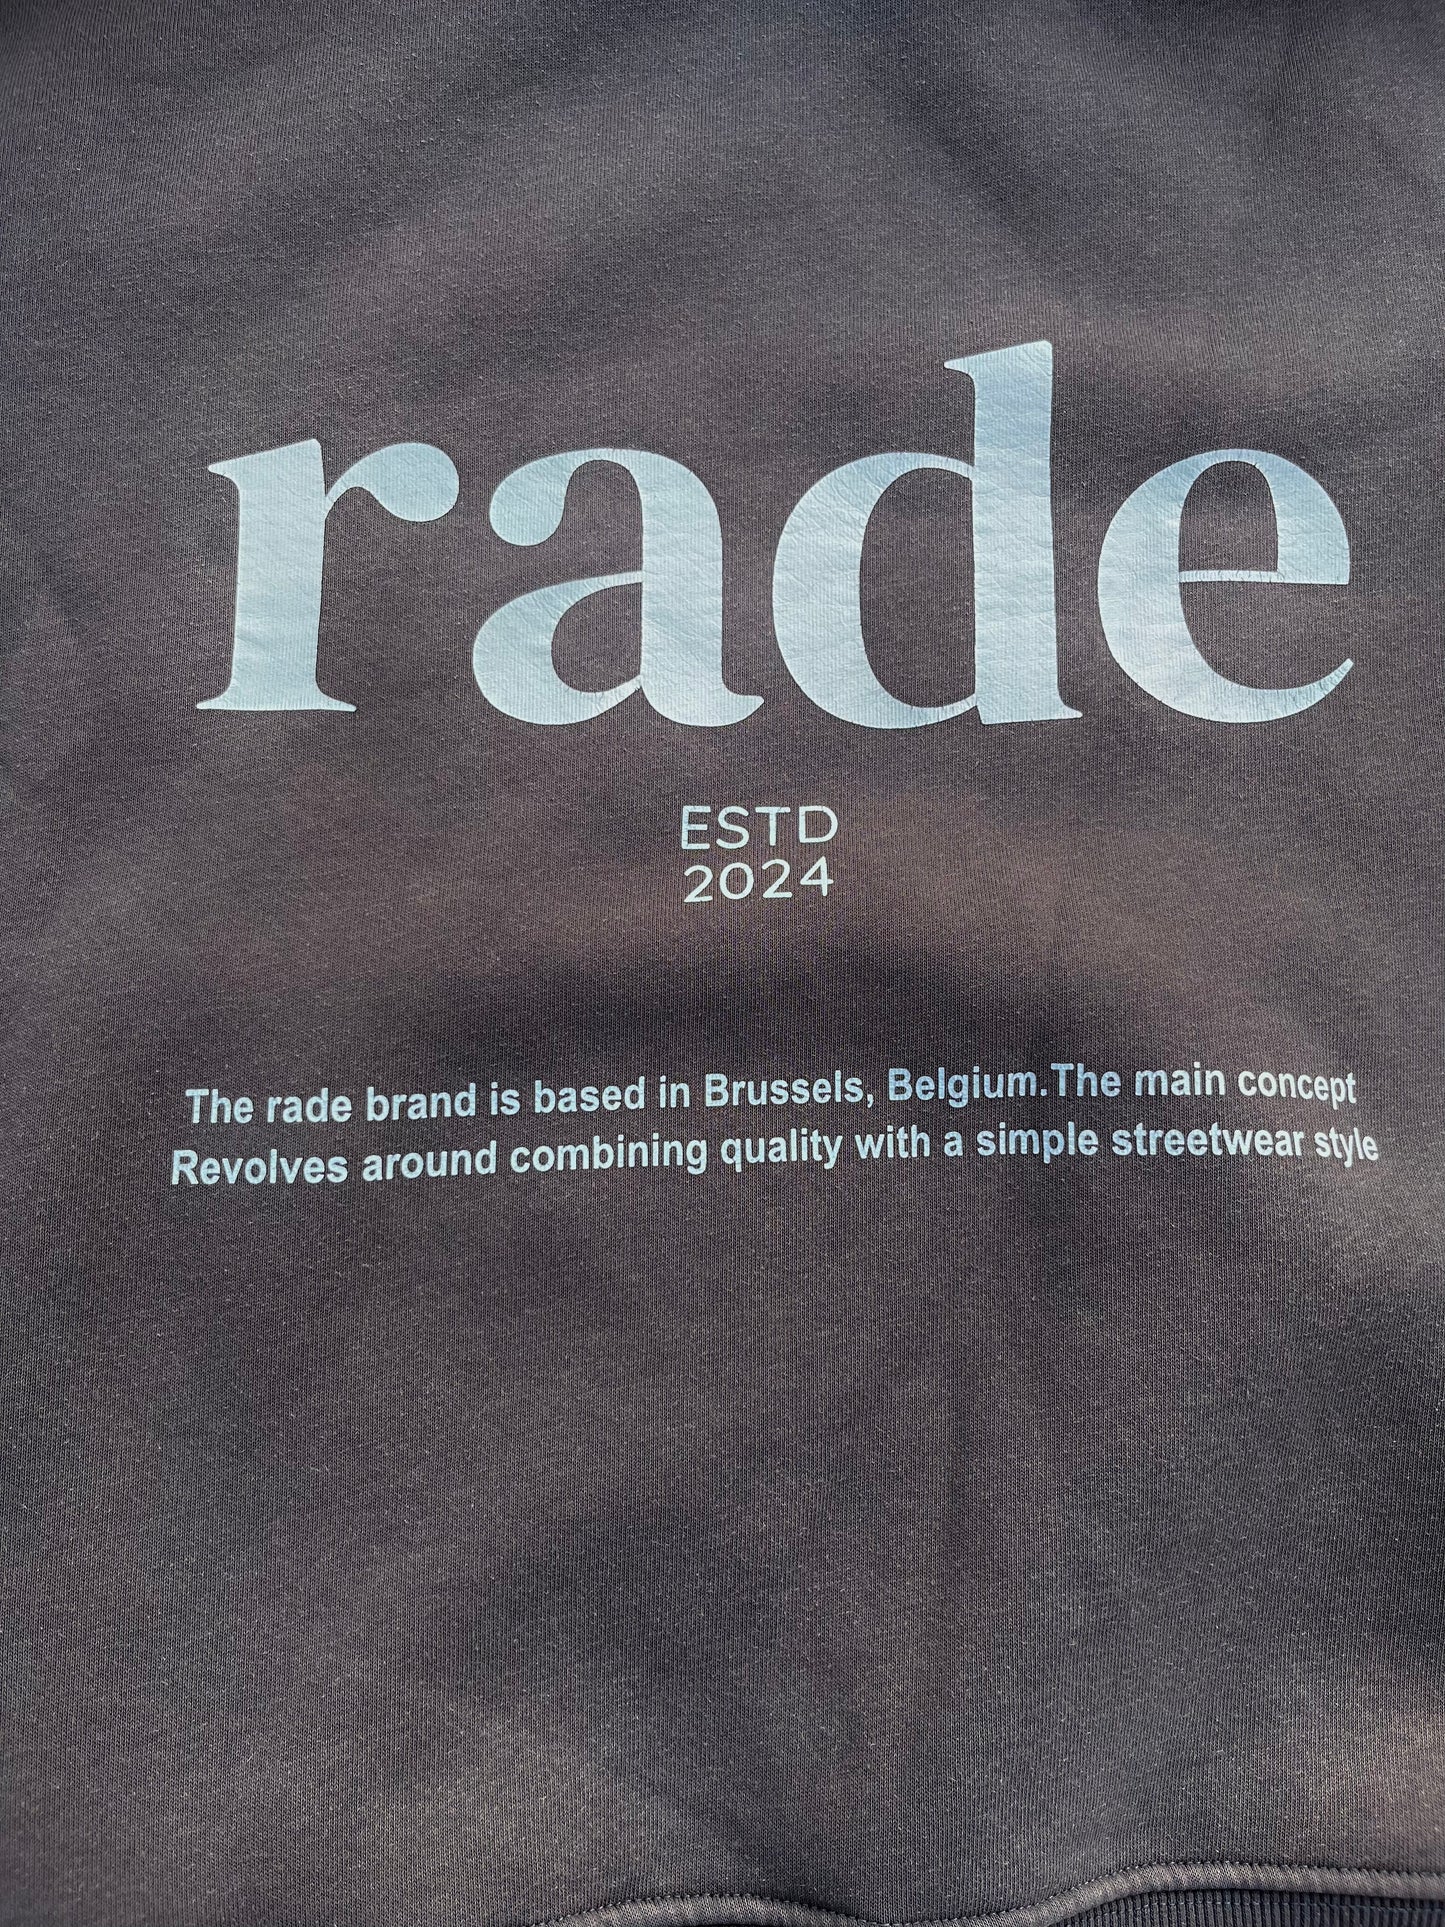 rade
ESTD
2024
The rade brand is based in Brussels, Belgium.The main concept
Revolves around combining quality with a simple streetwear style